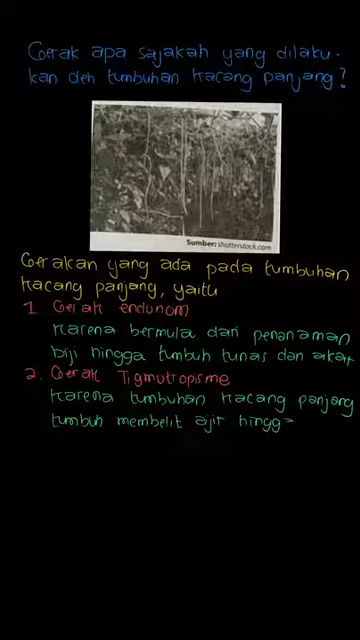 Gerak apa sajakah yang dilaku-
kan oleh tumbuhan kacang panjang?
Sumber: shutterstock.com
Gerakan yang ada pada tumbuhan
kacang panjang, yaitu
1 Gerak endonom
Karena bermula dari penanaman
biji hingga tumbuh tunas dan akar
2. Gerak Tigmotropisme
Karena tumbuhan kacang panjang
tumbuh membelit ajir hingg